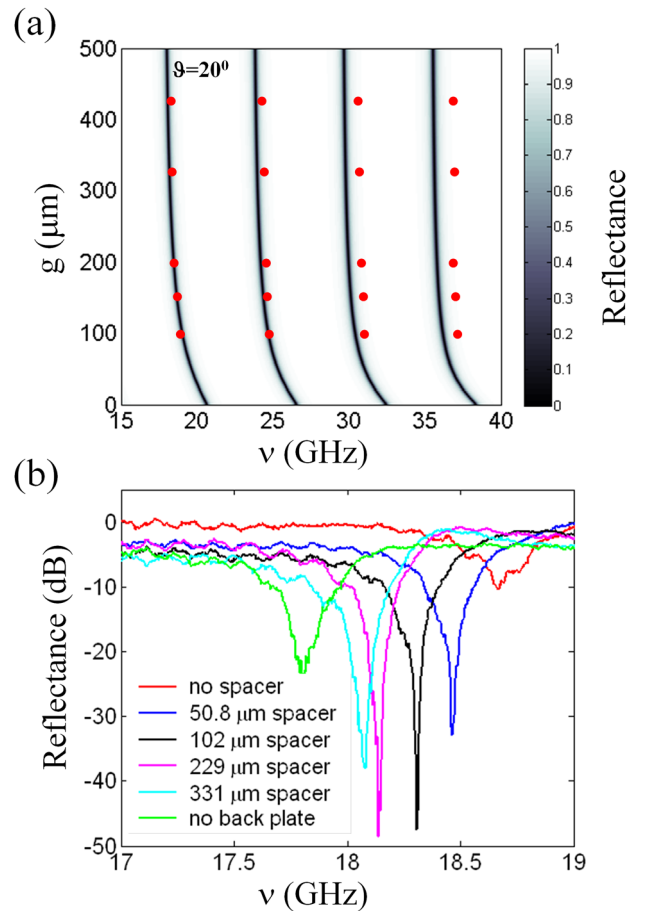 (a)
500
400
300
200
100
0
g (μm)
ϑ=20⁰
15 20 25 30 35 40
ν (GHz)
1
0.9
0.8
0.7
0.6
0.5
0.4
0.3
0.2
0.1
0
Reflectance
(b)
0
-10
-20
-30
-40
-50
Reflectance (dB)
no spacer
50.8 μm spacer
102 μm spacer
229 μm spacer
331 μm spacer
no back plate
17 17.5 18 18.5 19
ν (GHz)